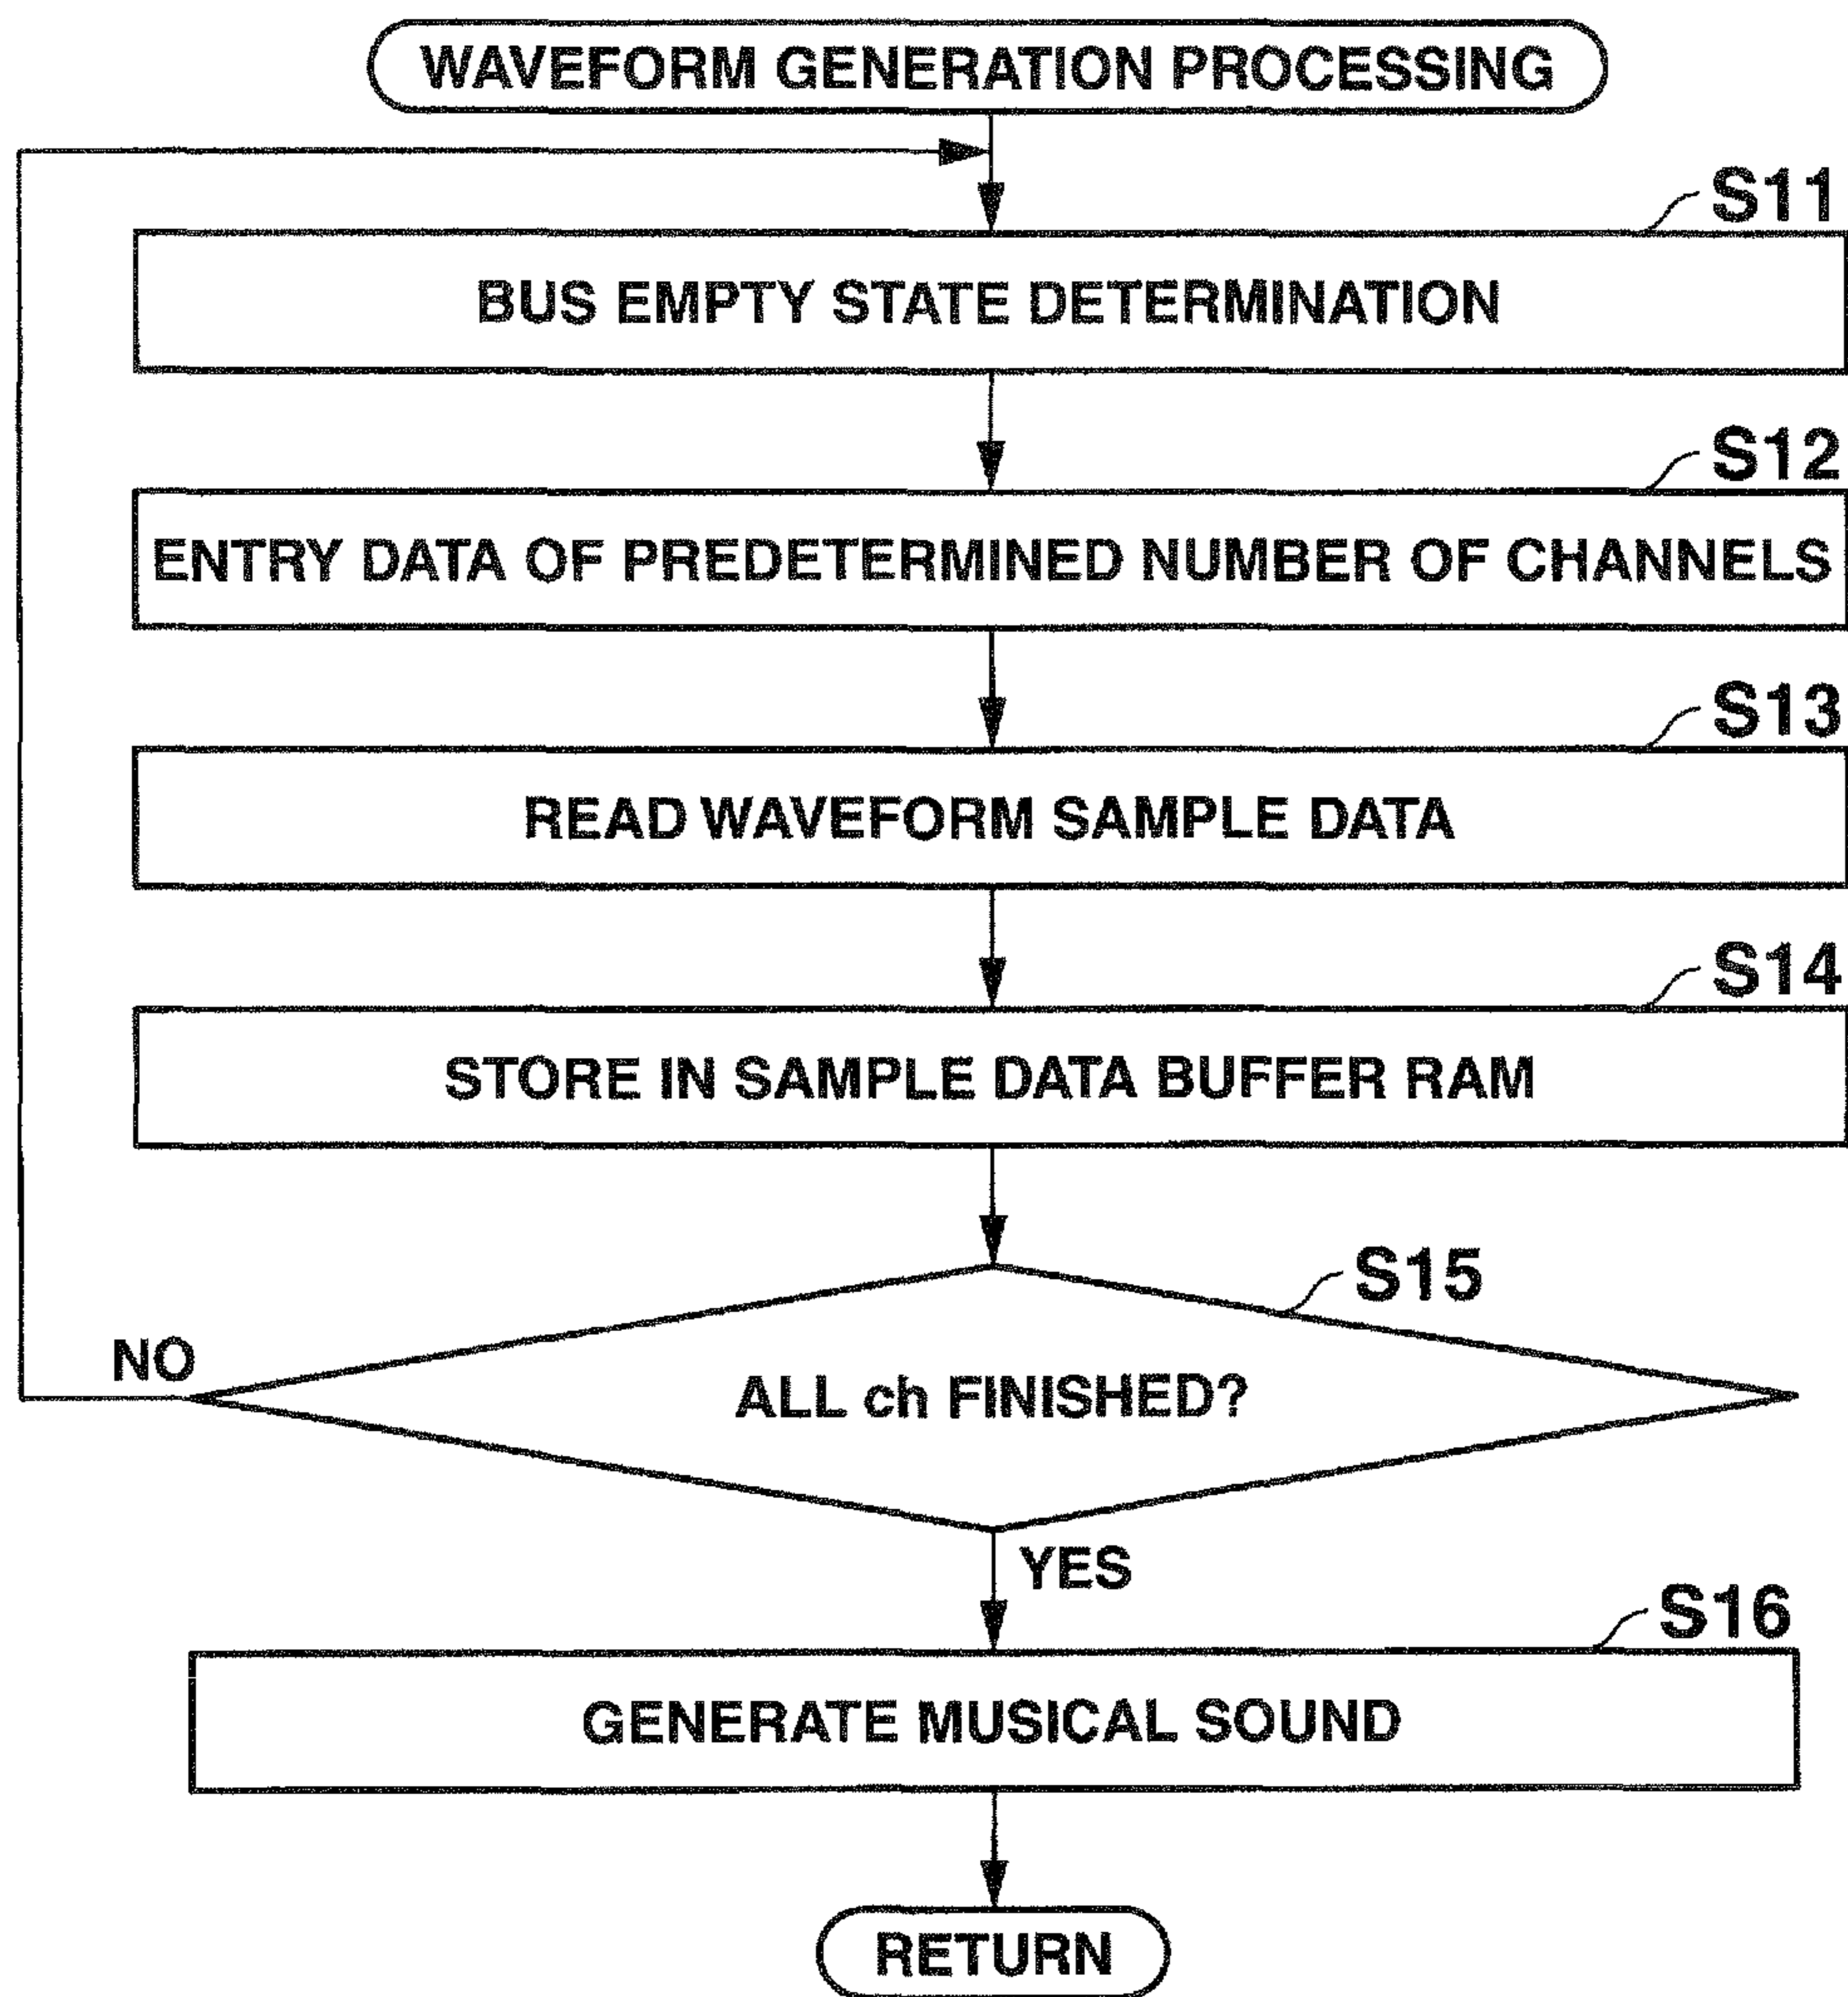 WAVEFORM GENERATION PROCESSING
S11
BUS EMPTY STATE DETERMINATION
S12
ENTRY DATA OF PREDETERMINED NUMBER OF CHANNELS
S13
READ WAVEFORM SAMPLE DATA
S14
STORE IN SAMPLE DATA BUFFER RAM
S15
NO
ALL ch FINISHED?
YES
S16
GENERATE MUSICAL SOUND
RETURN